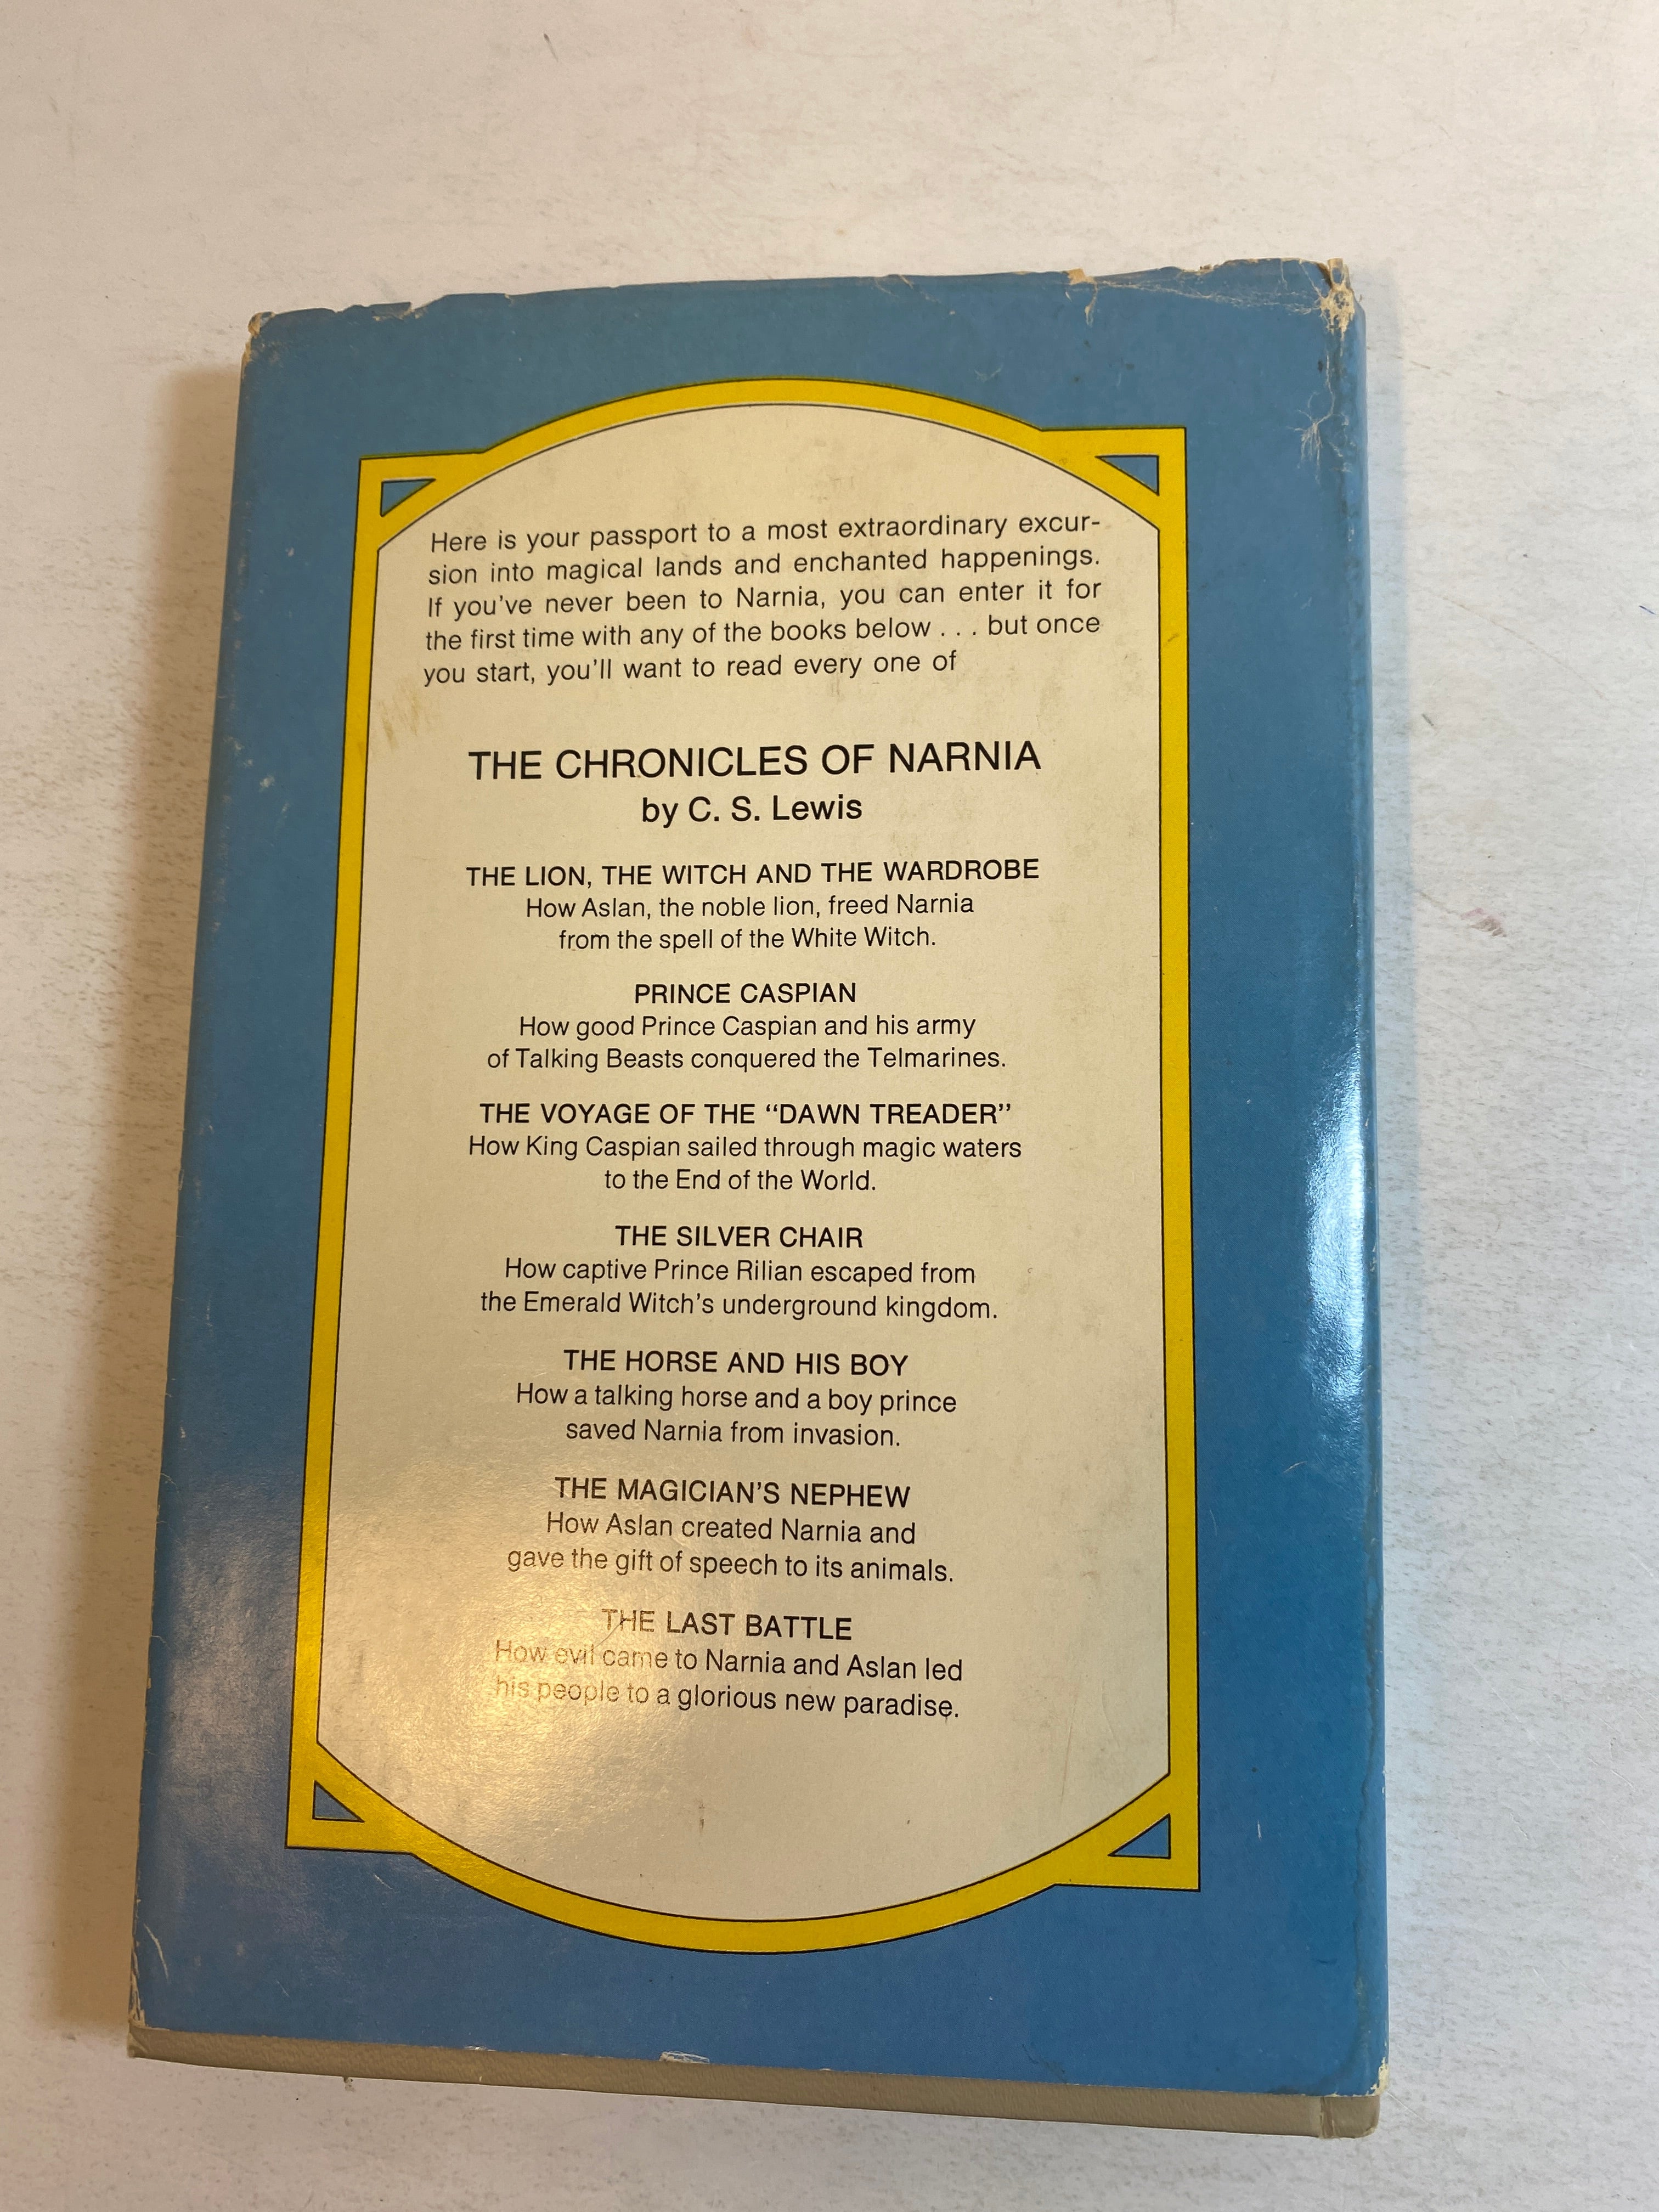 Here is your passport to a most extraordinary excur-
sion into magical lands and enchanted happenings.
If you've never been to Narnia, you can enter it for
the first time with any of the books below . . . but once
you start, you'll want to read every one of
THE CHRONICLES OF NARNIA
by C. S. Lewis
THE LION, THE WITCH AND THE WARDROBE
How Aslan, the noble lion, freed Narnia
from the spell of the White Witch.
PRINCE CASPIAN
How good Prince Caspian and his army
of Talking Beasts conquered the Telmarines.
THE VOYAGE OF THE “DAWN TREADER”
How King Caspian sailed through magic waters
to the End of the World.
THE SILVER CHAIR
How captive Prince Rilian escaped from
the Emerald Witch's underground kingdom.
THE HORSE AND HIS BOY
How a talking horse and a boy prince
saved Narnia from invasion.
THE MAGICIAN'S NEPHEW
How Aslan created Narnia and
gave the gift of speech to its animals.
THE LAST BATTLE
How evil came to Narnia and Aslan led
his people to a glorious new paradise.